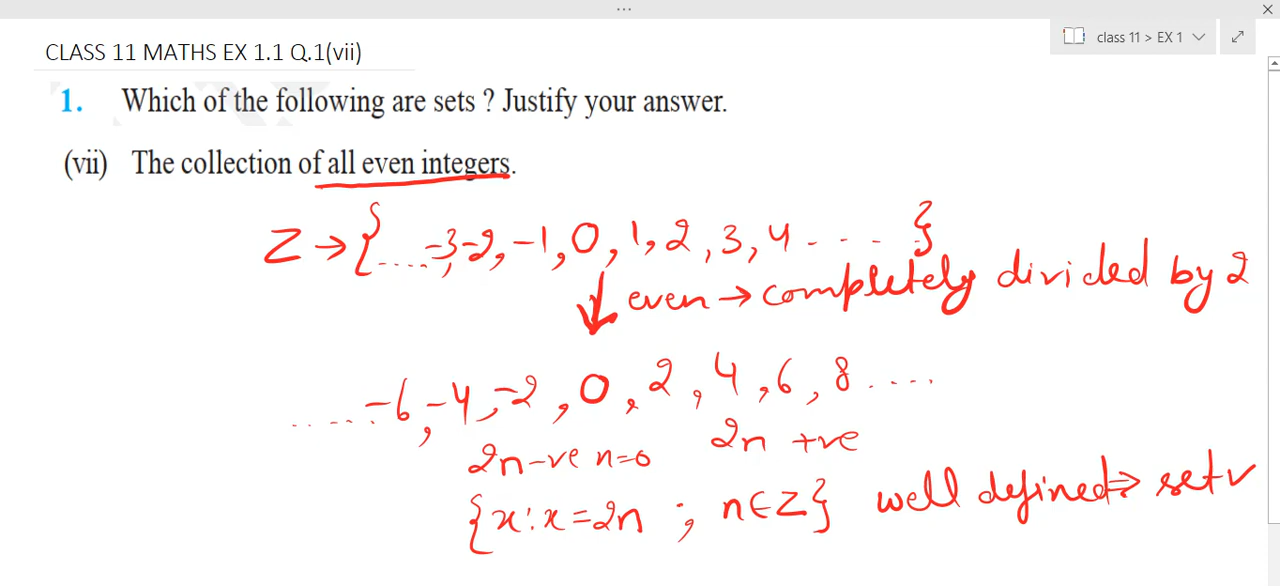 CLASS 11 MATHS EX 1.1 Q.1(vii)
class 11 > EX 1
1. Which of the following are sets ? Justify your answer.
(vii) The collection of all even integers.
Z → {.....-3, -2, -1, 0, 1, 2, 3, 4 - . . . . }
even → completely divided by 2
...... -6, -4, -2, 0, 2, 4, 6, 8 .....
2n -ve n=0 2n +ve
{x : x = 2n ; n ∈ Z} well defined ⇒ set ✓